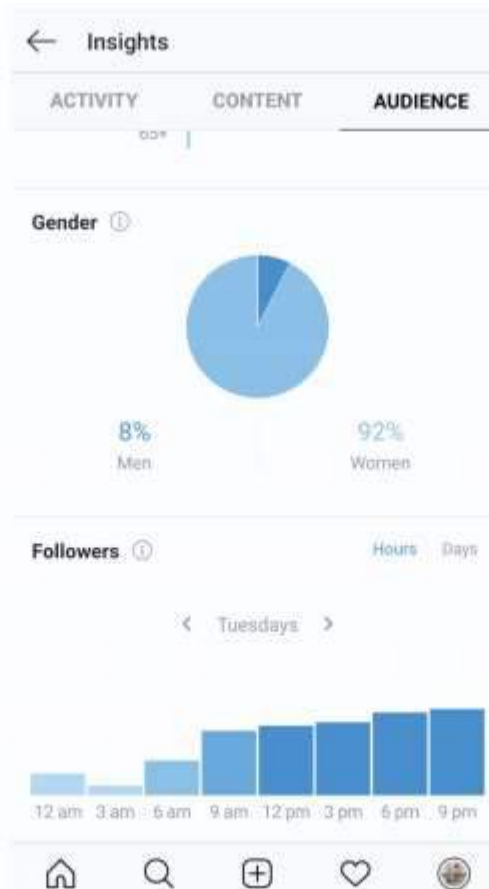 Insights
ACTIVITY CONTENT AUDIENCE
65+
Gender
8% 92%
Men Women
Followers Hours Days
< Tuesdays >
12 am 3 am 6 am 9 am 12 pm 3 pm 6 pm 9 pm